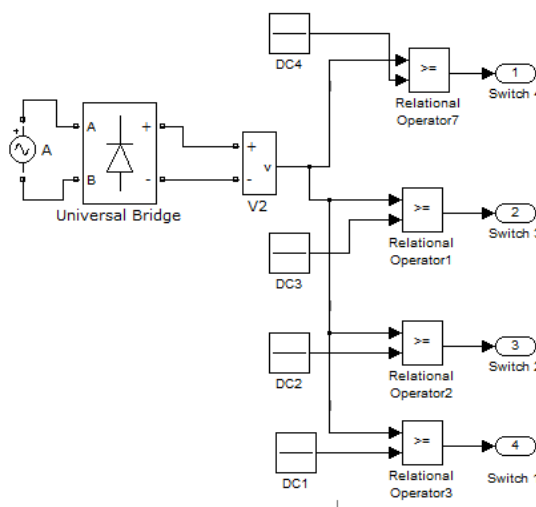 DC4
>=
1
Relational
Operator7
Switch 4
+
A
A
B
+
-
Universal Bridge
+
-
v
V2
>=
2
Relational
Operator1
Switch 3
DC3
>=
3
Relational
Operator2
Switch 2
DC2
>=
4
Relational
Operator3
Switch 1
DC1